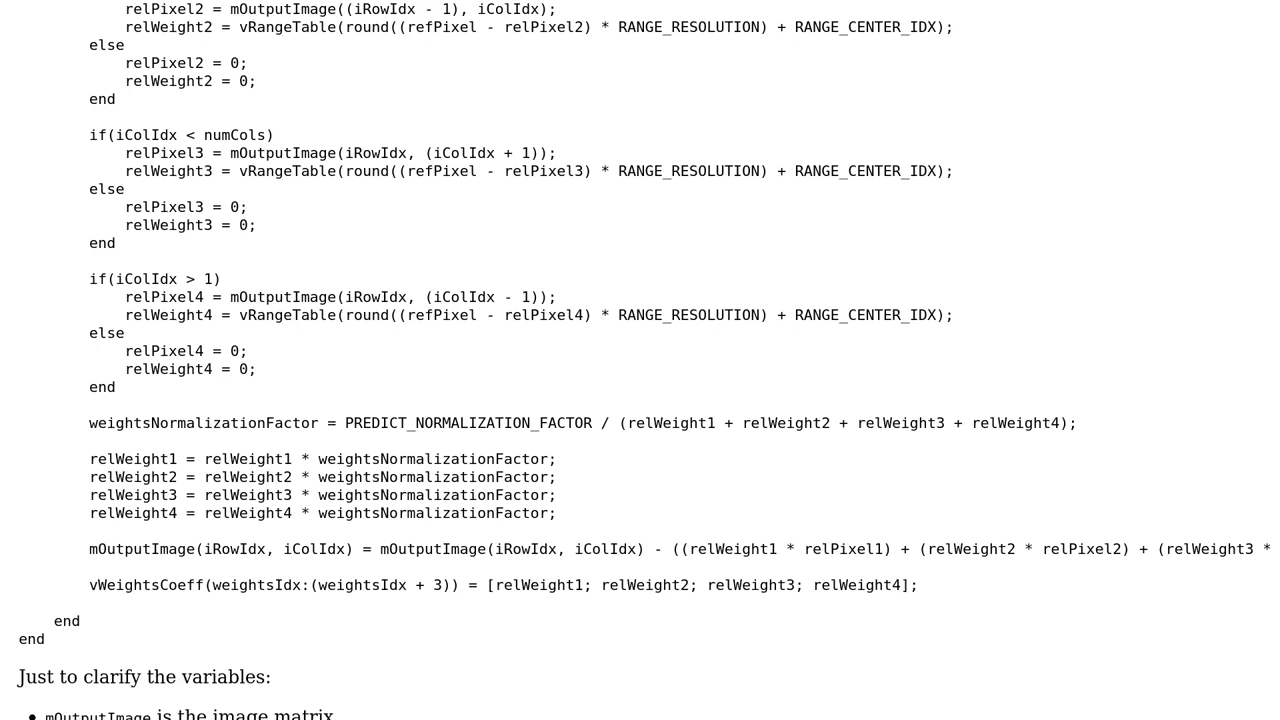 relPixel2 = mOutputImage((iRowIdx - 1), iColIdx);
relWeight2 = vRangeTable(round((refPixel - relPixel2) * RANGE_RESOLUTION) + RANGE_CENTER_IDX);
else
relPixel2 = 0;
relWeight2 = 0;
end
if(iColIdx < numCols)
relPixel3 = mOutputImage(iRowIdx, (iColIdx + 1));
relWeight3 = vRangeTable(round((refPixel - relPixel3) * RANGE_RESOLUTION) + RANGE_CENTER_IDX);
else
relPixel3 = 0;
relWeight3 = 0;
end
if(iColIdx > 1)
relPixel4 = mOutputImage(iRowIdx, (iColIdx - 1));
relWeight4 = vRangeTable(round((refPixel - relPixel4) * RANGE_RESOLUTION) + RANGE_CENTER_IDX);
else
relPixel4 = 0;
relWeight4 = 0;
end
weightsNormalizationFactor = PREDICT_NORMALIZATION_FACTOR / (relWeight1 + relWeight2 + relWeight3 + relWeight4);
relWeight1 = relWeight1 * weightsNormalizationFactor;
relWeight2 = relWeight2 * weightsNormalizationFactor;
relWeight3 = relWeight3 * weightsNormalizationFactor;
relWeight4 = relWeight4 * weightsNormalizationFactor;
mOutputImage(iRowIdx, iColIdx) = mOutputImage(iRowIdx, iColIdx) - ((relWeight1 * relPixel1) + (relWeight2 * relPixel2) + (relWeight3 *
vWeightsCoeff(weightsIdx:(weightsIdx + 3)) = [relWeight1; relWeight2; relWeight3; relWeight4];
end
end
Just to clarify the variables:
• mOutputImage is the image matrix